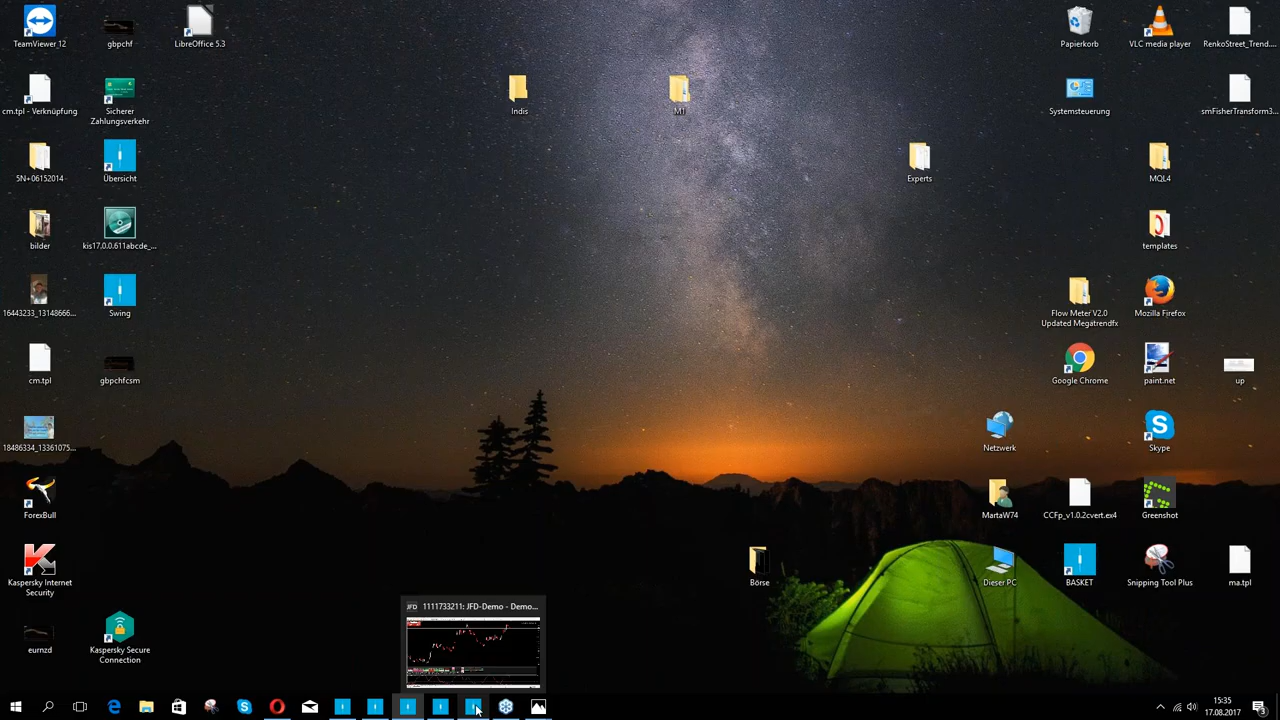 TeamViewer 12
gbpchf
LibreOffice 5.3
Papierkorb
VLC media player
RenkoStreet_Trend...
cm.tpl - Verknüpfung
Sicherer
Zahlungsverkehr
Indis
M1
Systemsteuerung
smFisherTransform3...
5N+06152014
Übersicht
Experts
MQL4
bilder
kis17.0.0.611abcde_...
templates
16443233_13148666...
Swing
Flow Meter V2.0
Updated Megatrendfx
Mozilla Firefox
cm.tpl
gbpchfcsm
Google Chrome
paint.net
up
18486334_13361075...
Netzwerk
Skype
ForexBull
MartaW74
CCFp_v1.0.2cvert.ex4
Greenshot
Kaspersky Internet
Security
Börse
Dieser PC
BASKET
Snipping Tool Plus
ma.tpl
JFD 1111733211: JFD-Demo - Demo...
eurnzd
Kaspersky Secure
Connection
15:35
17.08.2017